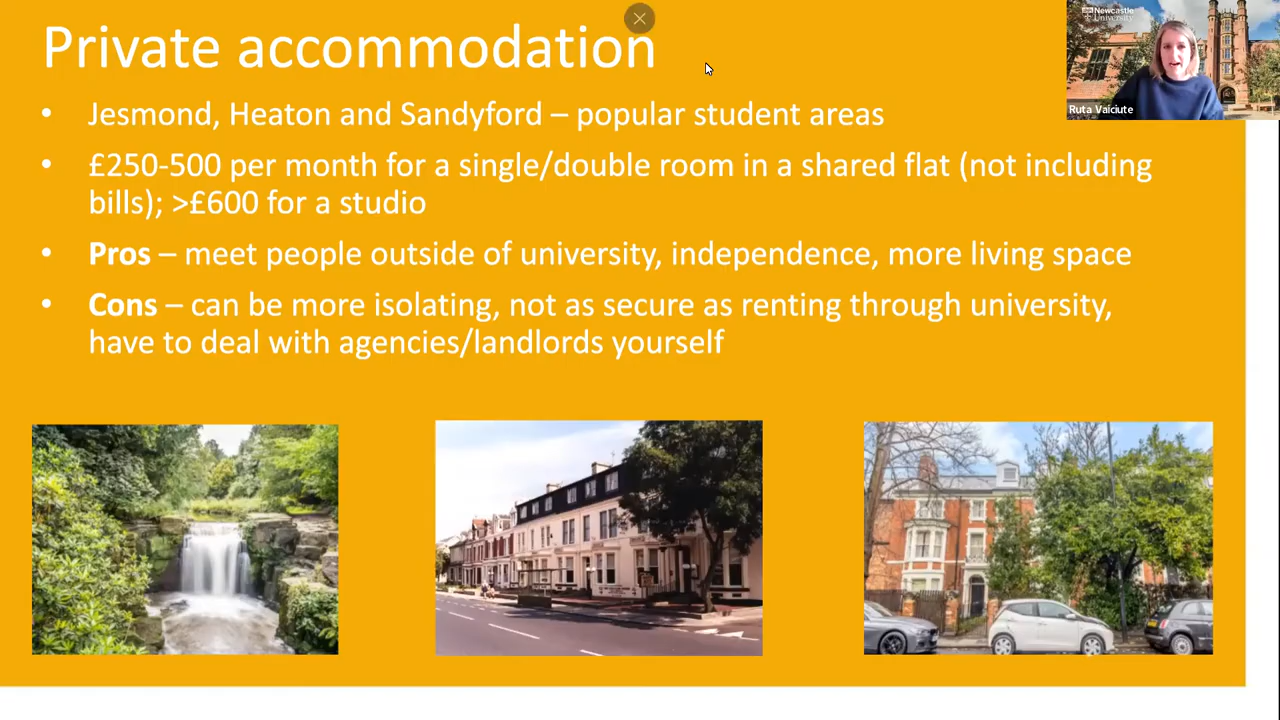 Private accommodation
Newcastle
University
Ruta Vaiciute
• Jesmond, Heaton and Sandyford – popular student areas
• £250-500 per month for a single/double room in a shared flat (not including
bills); >£600 for a studio
• Pros – meet people outside of university, independence, more living space
• Cons – can be more isolating, not as secure as renting through university,
have to deal with agencies/landlords yourself